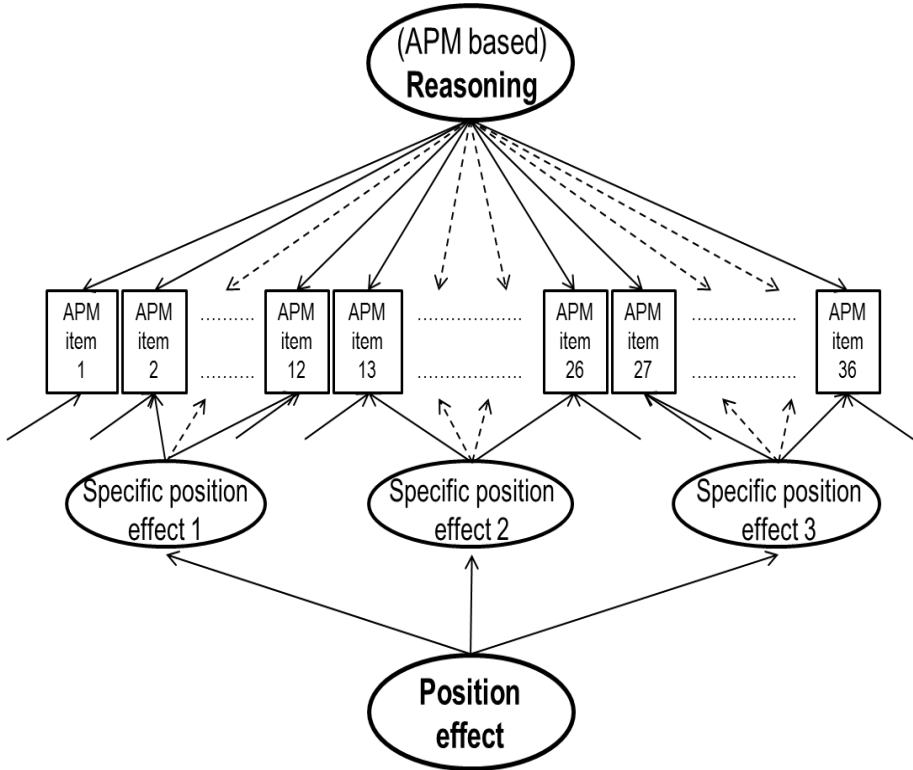 (APM based)
Reasoning
APM
item
1
APM
item
2
..........
..........
APM
item
12
APM
item
13
.................
.................
APM
item
26
APM
item
27
..............
..............
APM
item
36
Specific position
effect 1
Specific position
effect 2
Specific position
effect 3
Position
effect